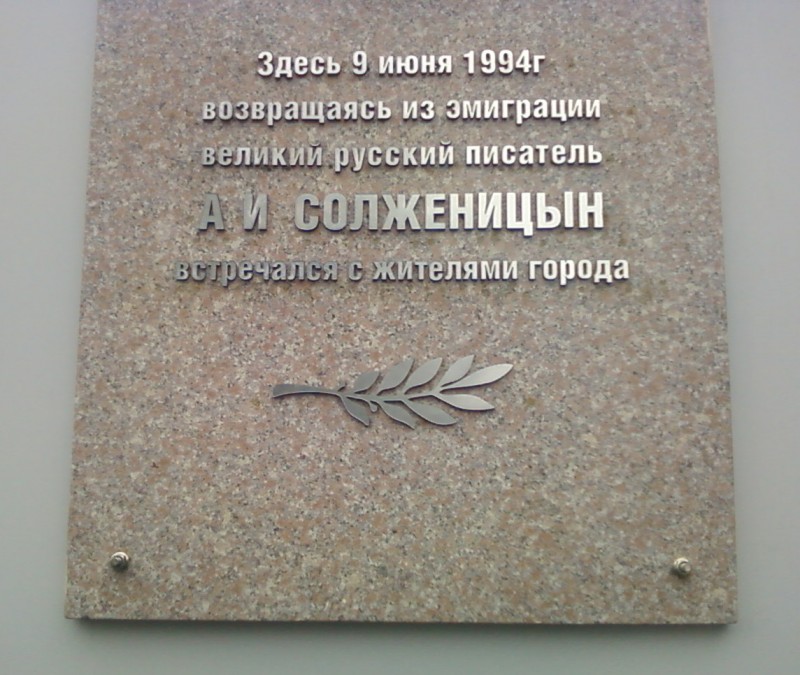 Здесь 9 июня 1994г
возвращаясь из эмиграции
великий русский писатель
А И СОЛЖЕНИЦЫН
встречался с жителями города